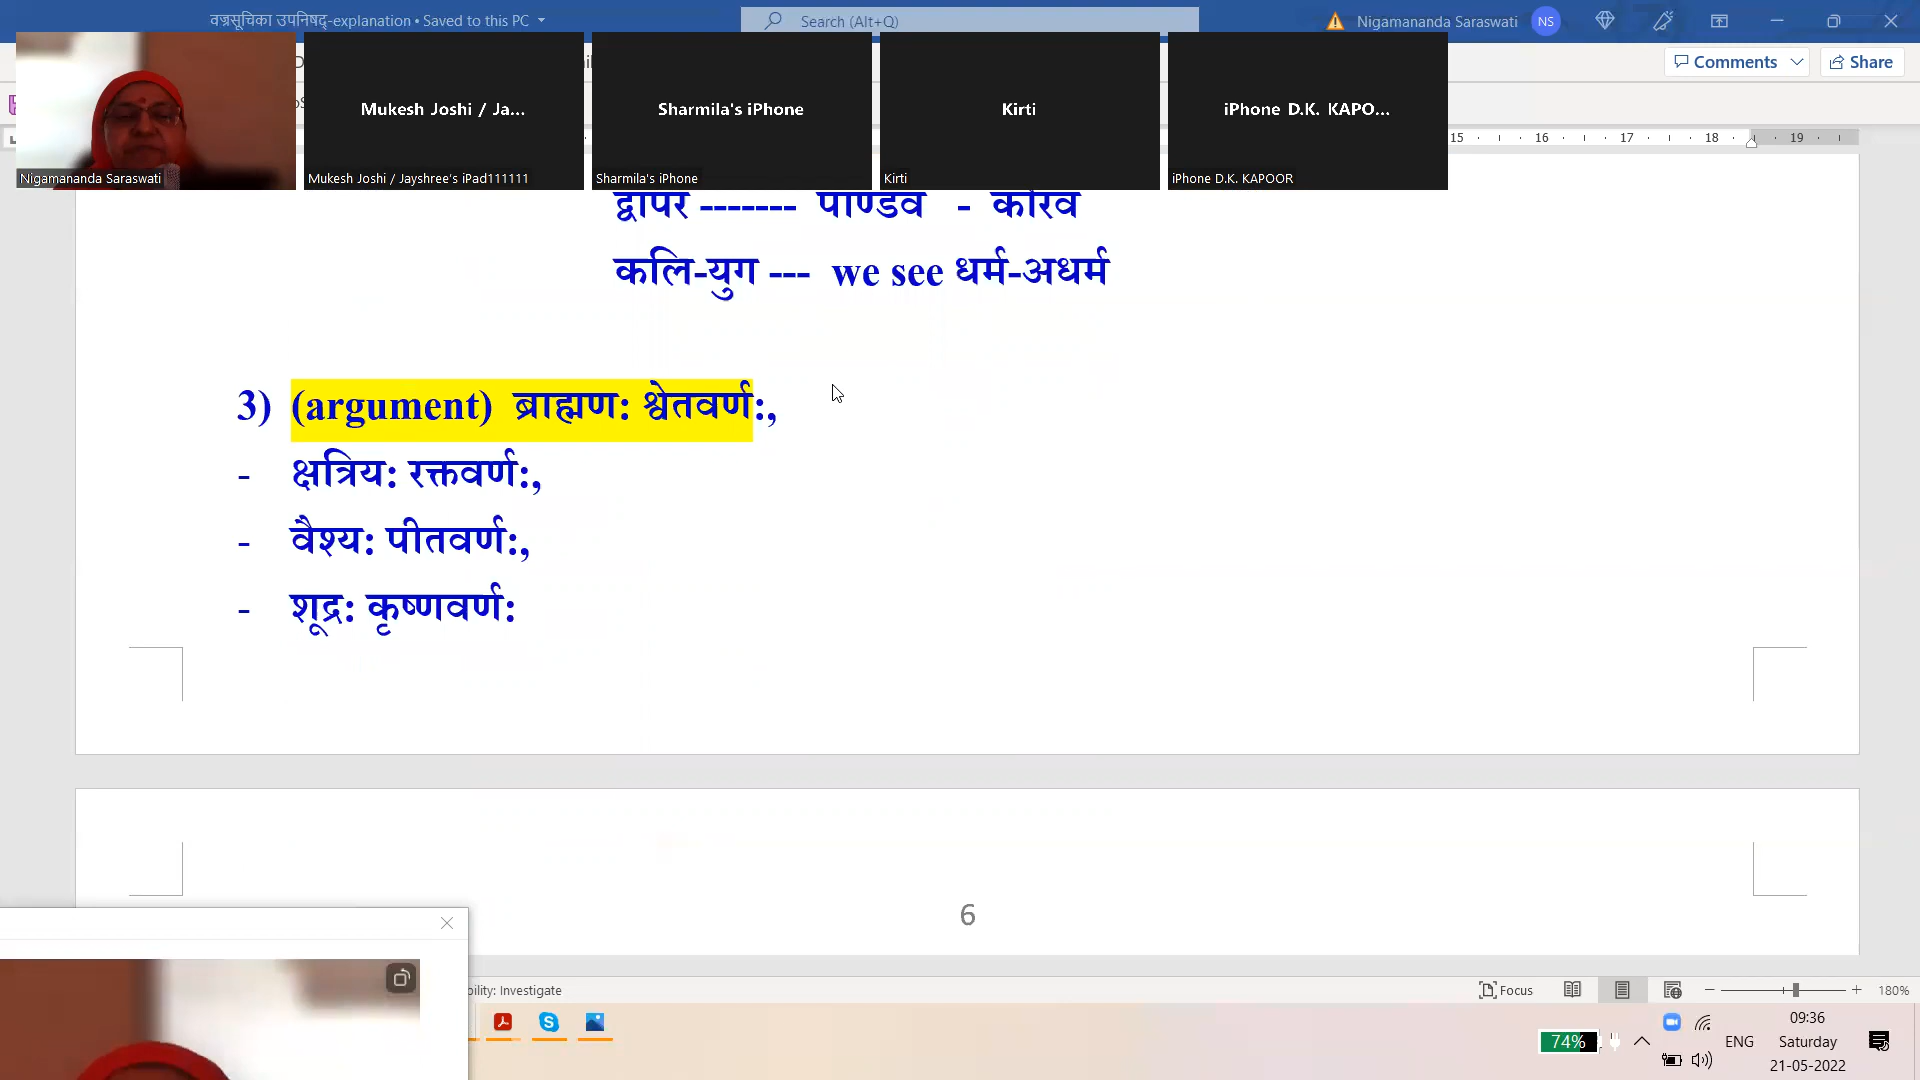 वज्रसूचिका उपनिषद्-explanation • Saved to this PC
Search (Alt+Q)
Nigamananda Saraswati
NS
Comments
Share
Mukesh Joshi / Ja...
Sharmila's iPhone
Kirti
iPhone D.K. KAPO...
Nigamananda Saraswati
Mukesh Joshi / Jayshree's iPad111111
Sharmila's iPhone
Kirti
iPhone D.K. KAPOOR
15 16 17 18 19
द्वापर ------- पाण्डव - कौरव
कलि-युग --- we see धर्म-अधर्म
3) (argument) ब्राह्मण: श्वेतवर्ण:,
- क्षत्रिय: रक्तवर्ण:,
- वैश्य: पीतवर्ण:,
- शूद्र: कृष्णवर्ण:
6
Investigate
Focus
180%
74%
ENG
09:36
Saturday
21-05-2022